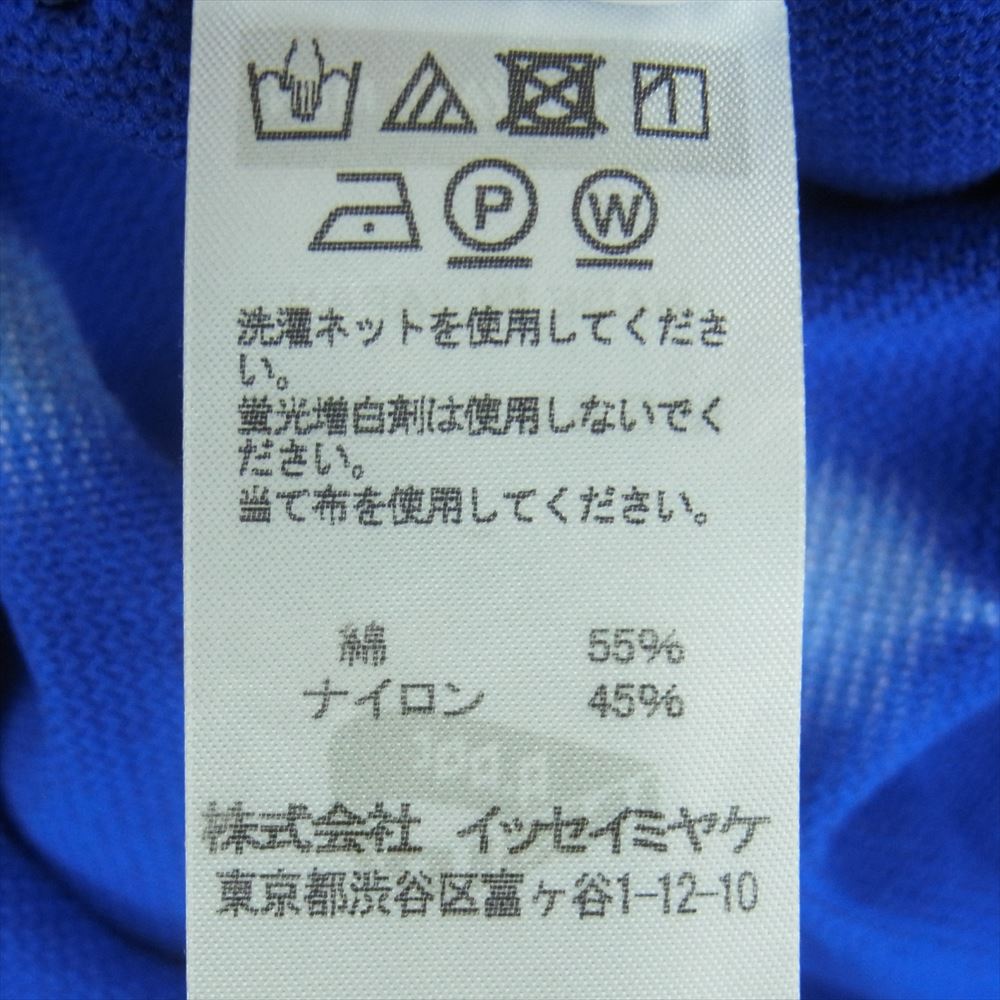 P W
洗濯ネットを使用してくださ
い。
蛍光増白剤は使用しないでく
ださい。
当て布を使用してください。
綿 55%
ナイロン 45%
株式会社 イッセイミヤケ
東京都渋谷区富ヶ谷1-12-10